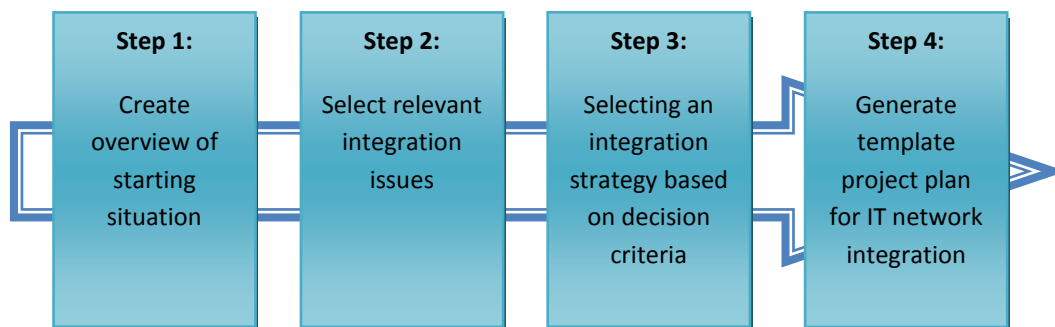 Step 1:
Create
overview of
starting
situation
Step 2:
Select relevant
integration
issues
Step 3:
Selecting an
integration
strategy based
on decision
criteria
Step 4:
Generate
template
project plan
for IT network
integration